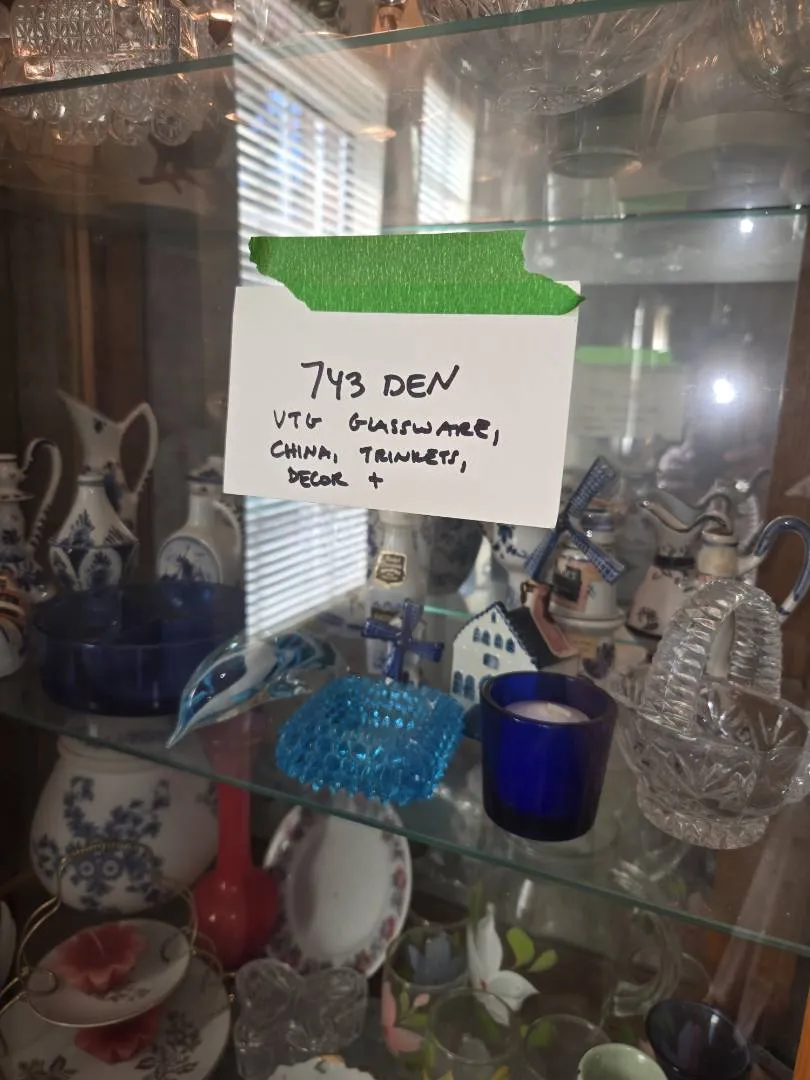 743 DEN
VTG GLASSWARE,
CHINA, TRINKETS,
DECOR +